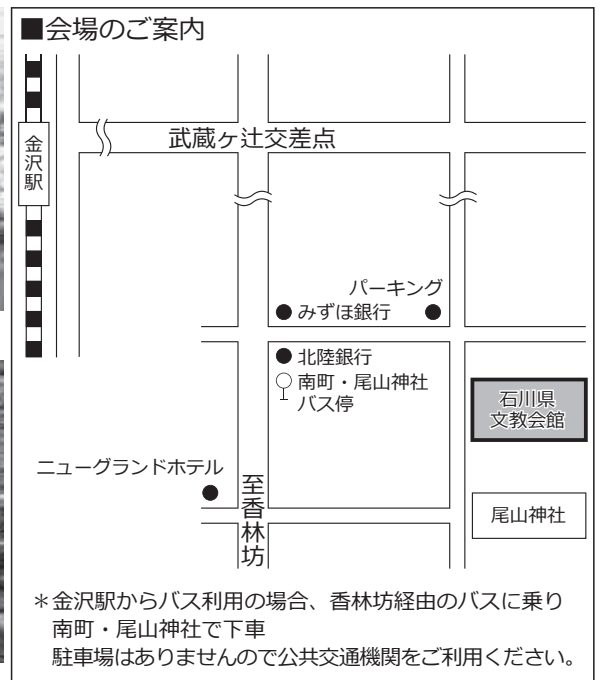 ■会場のご案内
金沢駅
武蔵ヶ辻交差点
パーキング
みずほ銀行
北陸銀行
南町・尾山神社
バス停
石川県
文教会館
ニューグランドホテル
至香林坊
尾山神社
＊金沢駅からバス利用の場合、香林坊経由のバスに乗り
南町・尾山神社で下車
駐車場はありませんので公共交通機関をご利用ください。